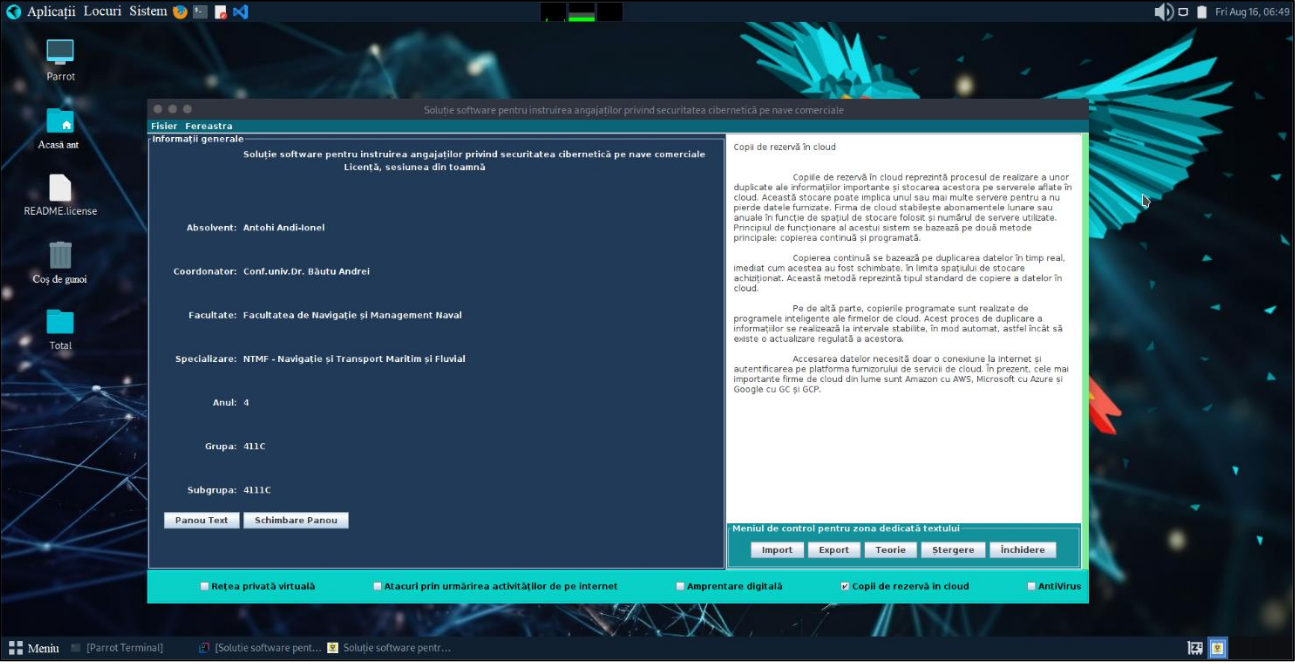 Aplicații Locuri Sistem
Fri Aug 16, 06:49
Parrot
Acasă ant
README.license
Coș de gunoi
Total
Soluție software pentru instruirea angajaților privind securitatea cibernetică pe nave comerciale
Fisier Fereastra
Informații generale
Soluție software pentru instruirea angajaților privind securitatea cibernetică pe nave comerciale
Licență, sesiunea din toamnă
Absolvent: Antohi Andi-Ionel
Coordonator: Conf.univ.Dr. Băutu Andrei
Facultate: Facultatea de Navigație și Management Naval
Specializare: NTMF - Navigație și Transport Maritim și Fluvial
Anul: 4
Grupa: 411C
Subgrupa: 4111C
Panou Text Schimbare Panou
Copii de rezervă în cloud
Copiile de rezervă în cloud reprezintă procesul de realizare a unor
duplicate ale informațiilor importante și stocarea acestora pe serverele aflate în
cloud. Această stocare poate implica unul sau mai multe servere pentru a nu
pierde datele furnizate. Firma de cloud stabilește abonamentele lunare sau
anuale în funcție de spațiul de stocare folosit și numărul de servere utilizate.
Principiul de funcționare al acestui sistem se bazează pe două metode
principale: copierea continuă și programată.
Copierea continuă se bazează pe duplicarea datelor în timp real,
imediat cum acestea au fost schimbate, în limita spațiului de stocare
achiziționat. Această metodă reprezintă tipul standard de copiere a datelor în
cloud.
Pe de altă parte, copierile programate sunt realizate de
programele inteligente ale firmelor de cloud. Acest proces de duplicare a
informațiilor se realizează la intervale stabilite, în mod automat, astfel încât să
existe o actualizare regulată a acestora.
Accesarea datelor necesită doar o conexiune la internet și
autentificarea pe platforma furnizorului de servicii de cloud. În prezent, cele mai
importante firme de cloud din lume sunt Amazon cu AWS, Microsoft cu Azure și
Google cu GC și GCP.
Meniul de control pentru zona dedicată textului
Import Export Teorie Ștergere Închidere
Rețea privată virtuală Atacuri prin urmărirea activităților de pe internet Amprentare digitală Copii de rezervă în cloud AntiVirus
Meniu [Parrot Terminal] [Solutie software pent... Soluție software pentr...